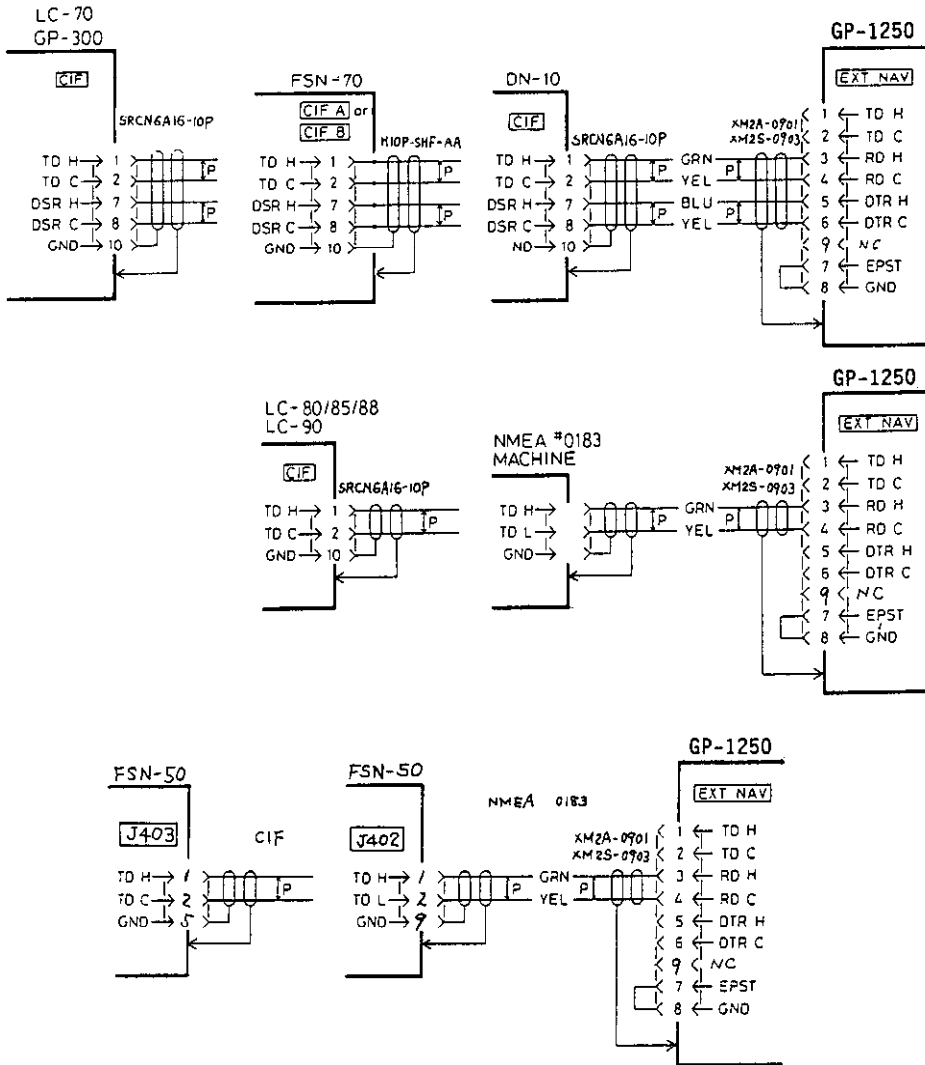 LC-70
GP-300
CIF
SRCN6A16-10P
TD H 1
TD C 2
DSR H 7
DSR C 8
GND 10
P
P
FSN-70
CIF A or
CIF B
H10P-SHF-AA
TD H 1
TD C 2
DSR H 7
DSR C 8
GND 10
P
P
DN-10
CIF
SRCN6A16-10P
TD H 1
TD C 2
DSR H 7
DSR C 8
ND 10
P GRN P
YEL
P BLU P
YEL
GP-1250
EXT NAV
XM2A-0901
XM2S-0903
1 TD H
2 TD C
3 RD H
4 RD C
5 DTR H
6 DTR C
9 NC
7 EPST
8 GND
LC-80/85/88
LC-90
CIF
SRCN6A16-10P
TD H 1
TD C 2
GND 10
P
NMEA #0183
MACHINE
TD H
TD L
GND
P GRN P
YEL
GP-1250
EXT NAV
XM2A-0901
XM2S-0903
1 TD H
2 TD C
3 RD H
4 RD C
5 DTR H
6 DTR C
9 NC
7 EPST
8 GND
FSN-50
J403
CIF
TD H 1
TD C 2
GND 5
P
FSN-50
J402
NMEA 0183
TD H 1
TD L 2
GND 9
P GRN P
YEL
GP-1250
EXT NAV
XM2A-0901
XM2S-0903
1 TD H
2 TD C
3 RD H
4 RD C
5 DTR H
6 DTR C
9 NC
7 EPST
8 GND